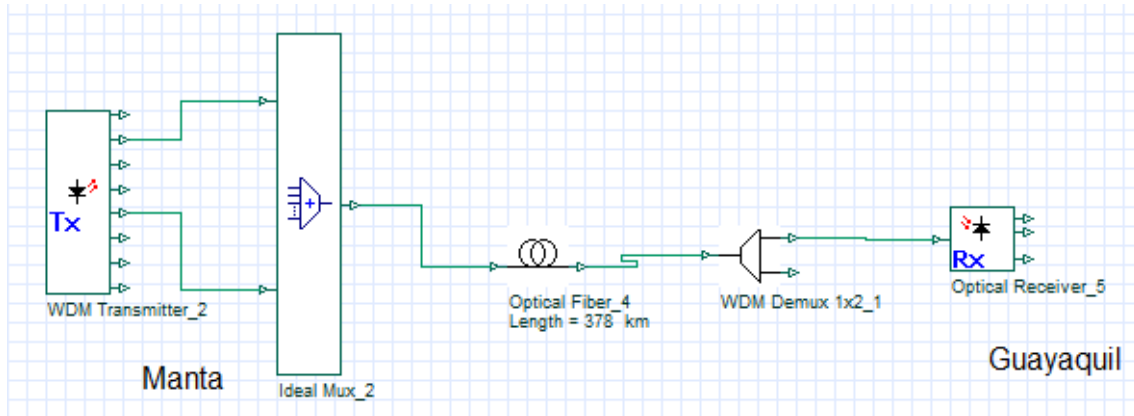 Tx
WDM Transmitter_2
Manta
Ideal Mux_2
Optical Fiber_4
Length = 378 km
WDM Demux 1x2_1
Rx
Optical Receiver_5
Guayaquil